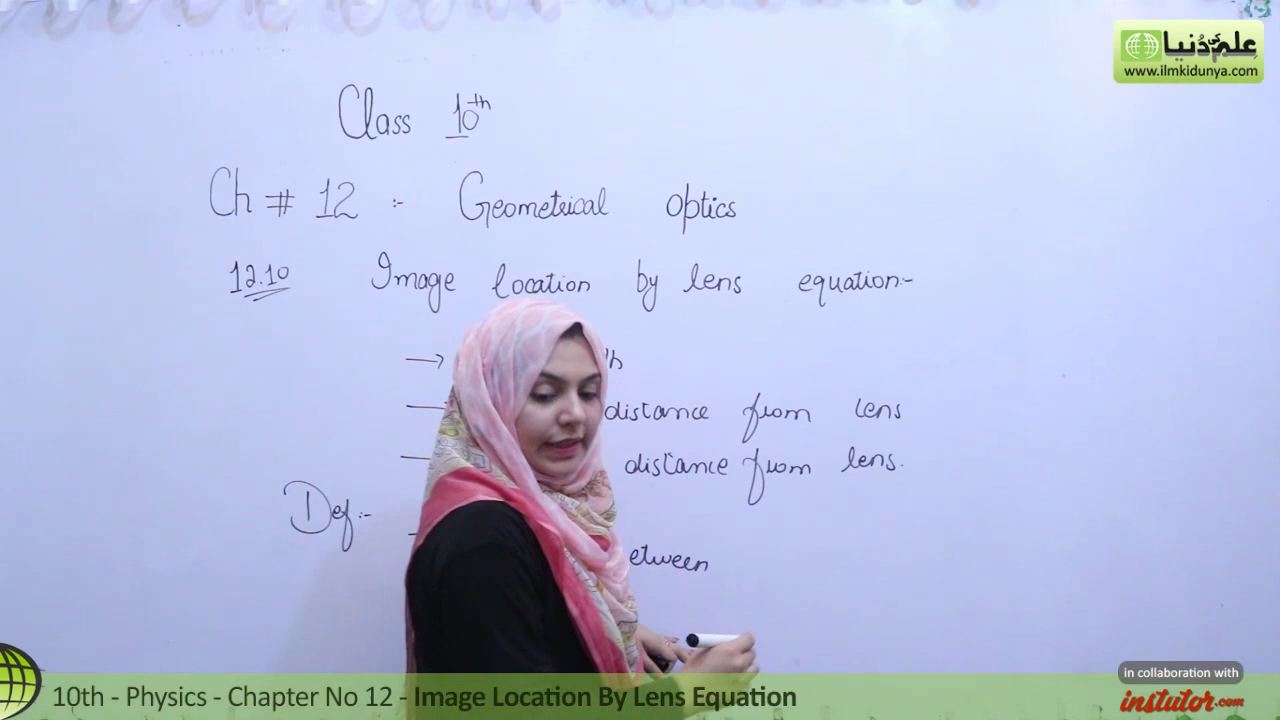 علم کی دُنیا
www.ilmkidunya.com
Class 10th
Ch # 12 :- Geometrical optics
12.10 Image location by lens equation:-
→
distance from lens
distance from lens.
Def:-
etween
10th - Physics - Chapter No 12 - Image Location By Lens Equation
in collaboration with
instutor.com